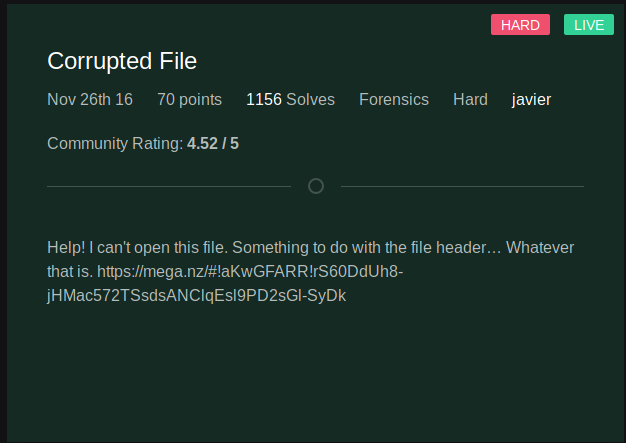 HARD LIVE
Corrupted File
Nov 26th 16 70 points 1156 Solves Forensics Hard javier
Community Rating: 4.52 / 5
Help! I can't open this file. Something to do with the file header… Whatever
that is. https://mega.nz/#!aKwGFARR!rS60DdUh8-
jHMac572TSsdsANClqEsl9PD2sGl-SyDk